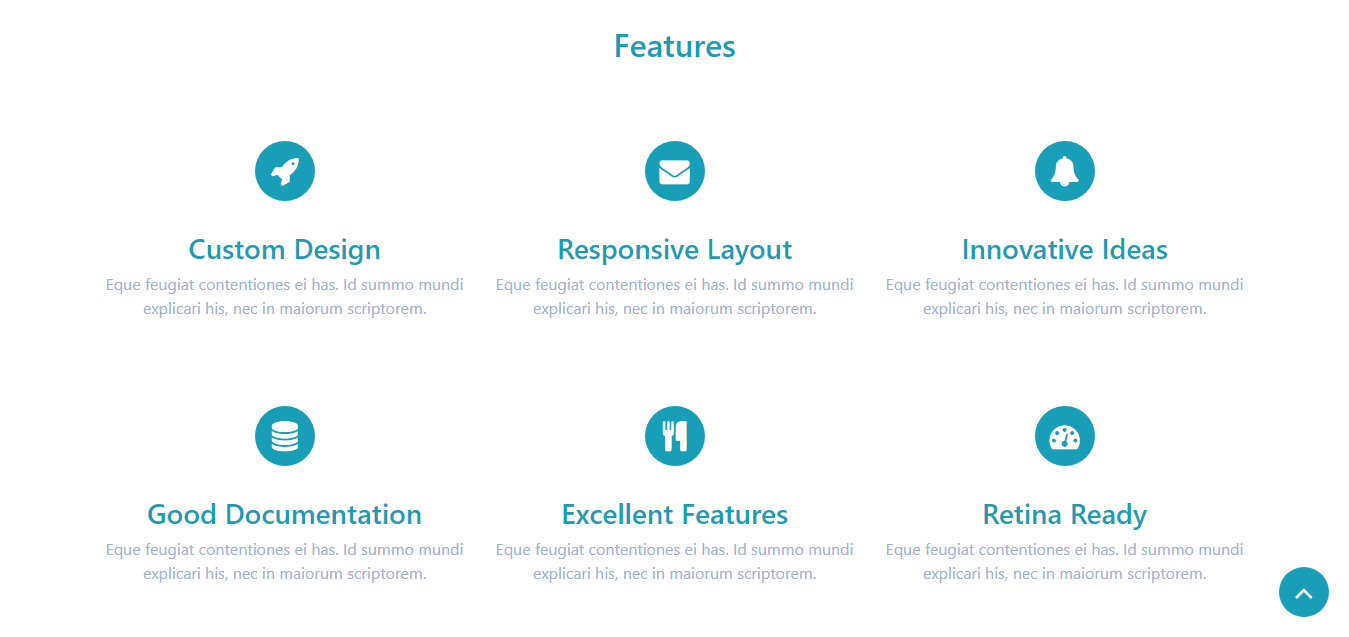 Features
Custom Design
Eque feugiat contentiones ei has. Id summo mundi
explicari his, nec in maiorum scriptorem.
Responsive Layout
Eque feugiat contentiones ei has. Id summo mundi
explicari his, nec in maiorum scriptorem.
Innovative Ideas
Eque feugiat contentiones ei has. Id summo mundi
explicari his, nec in maiorum scriptorem.
Good Documentation
Eque feugiat contentiones ei has. Id summo mundi
explicari his, nec in maiorum scriptorem.
Excellent Features
Eque feugiat contentiones ei has. Id summo mundi
explicari his, nec in maiorum scriptorem.
Retina Ready
Eque feugiat contentiones ei has. Id summo mundi
explicari his, nec in maiorum scriptorem.